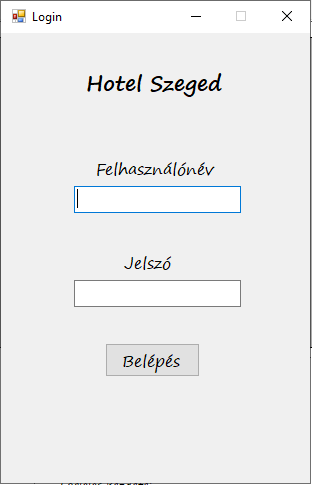 Login
Hotel Szeged
Felhasználónév
Jelszó
Belépés